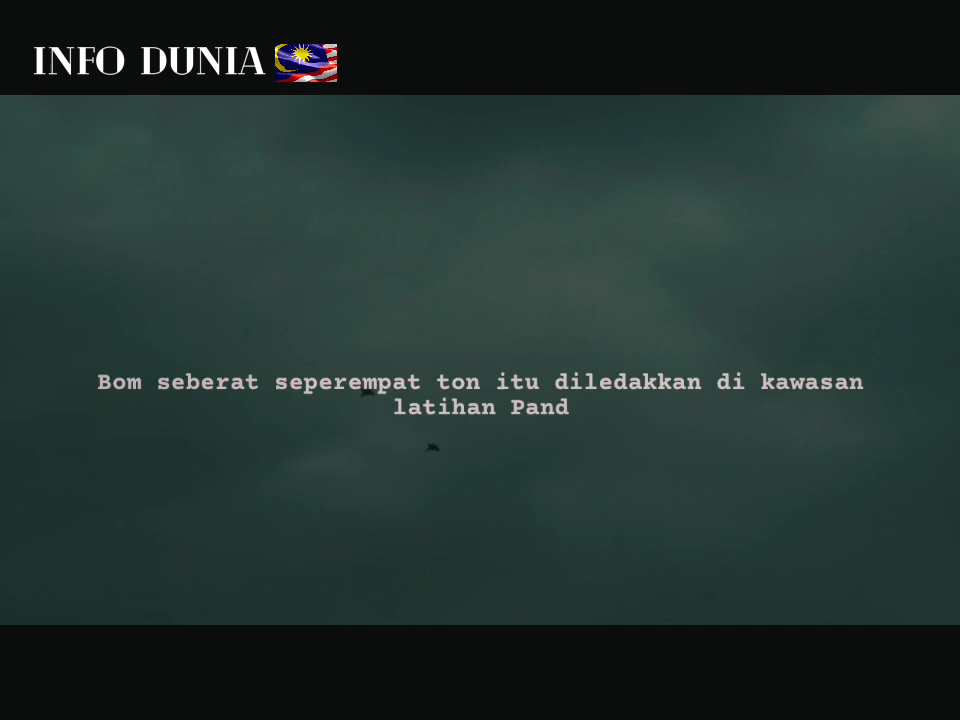 INFO DUNIA
Bom seberat seperempat ton itu diledakkan di kawasan
latihan Pand